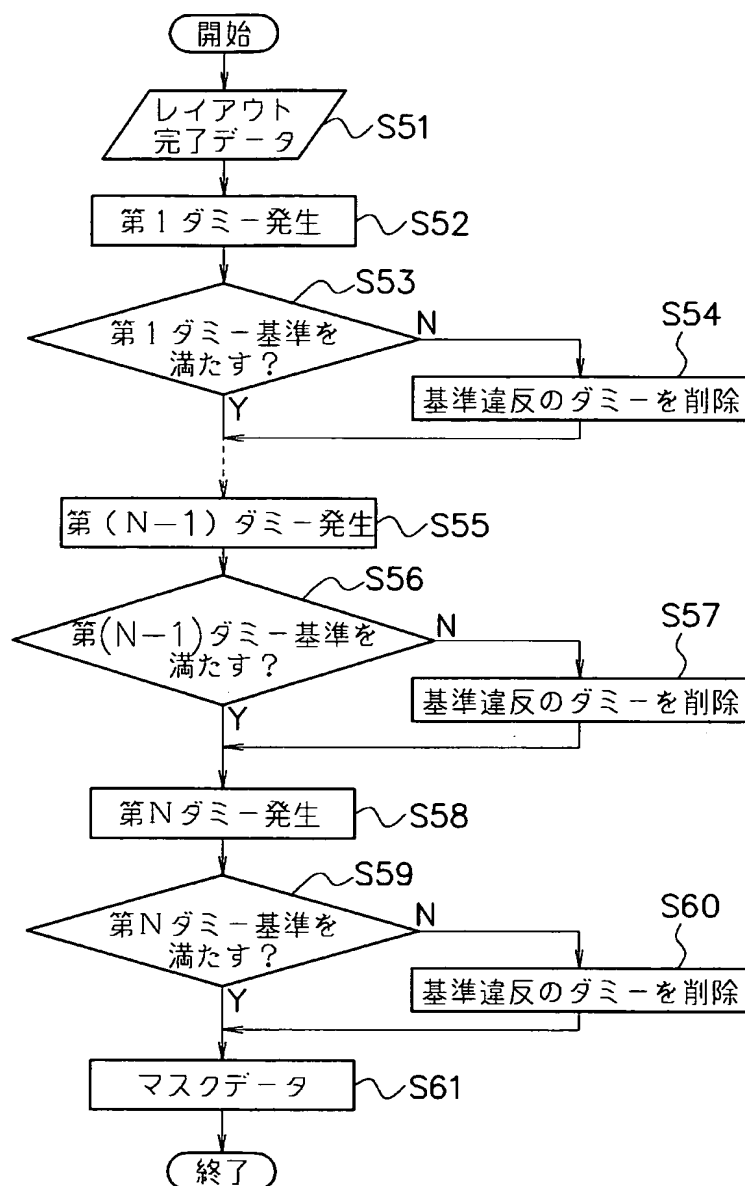 開始
レイアウト
完了データ
S51
第1ダミー発生
S52
S53
第1ダミー基準を
満たす?
N
S54
基準違反のダミーを削除
Y
第(N−1)ダミー発生
S55
S56
第(N−1)ダミー基準を
満たす?
N
S57
基準違反のダミーを削除
Y
第Nダミー発生
S58
S59
第Nダミー基準を
満たす?
N
S60
基準違反のダミーを削除
Y
マスクデータ
S61
終了